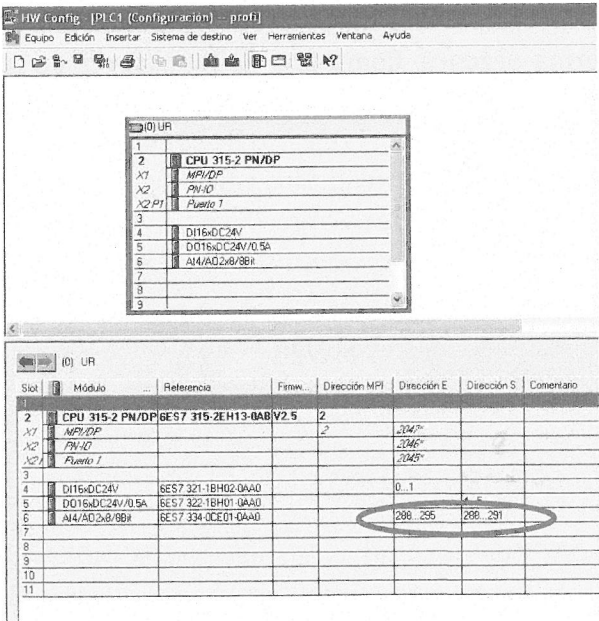 HW Config - [PLC1 (Configuración) -- profi]
Equipo Edición Insertar Sistema de destino Ver Herramientas Ventana Ayuda
(0) UR
1
2 CPU 315-2 PN/DP
X1 MPI/DP
X2 PN-IO
X2 P1 Puerto 1
3
4 DI16xDC24V
5 DO16xDC24V/0.5A
6 AI4/AO2x8/8Bit
7
8
9
(0) UR
Slot Módulo ... Referencia Firmw... Dirección MPI Dirección E Dirección S Comentario
1
2 CPU 315-2 PN/DP 6ES7 315-2EH13-0AB V2.5 2
X1 MPI/DP 2 2047*
X2 PN-IO 2046*
X2 Puerto 1 2045*
3
4 DI16xDC24V 6ES7 321-1BH02-0AA0 0...1
5 DO16xDC24V/0.5A 6ES7 322-1BH01-0AA0
6 AI4/AO2x8/8Bit 6ES7 334-0CE01-0AA0 288...295 288...291
7
8
9
10
11